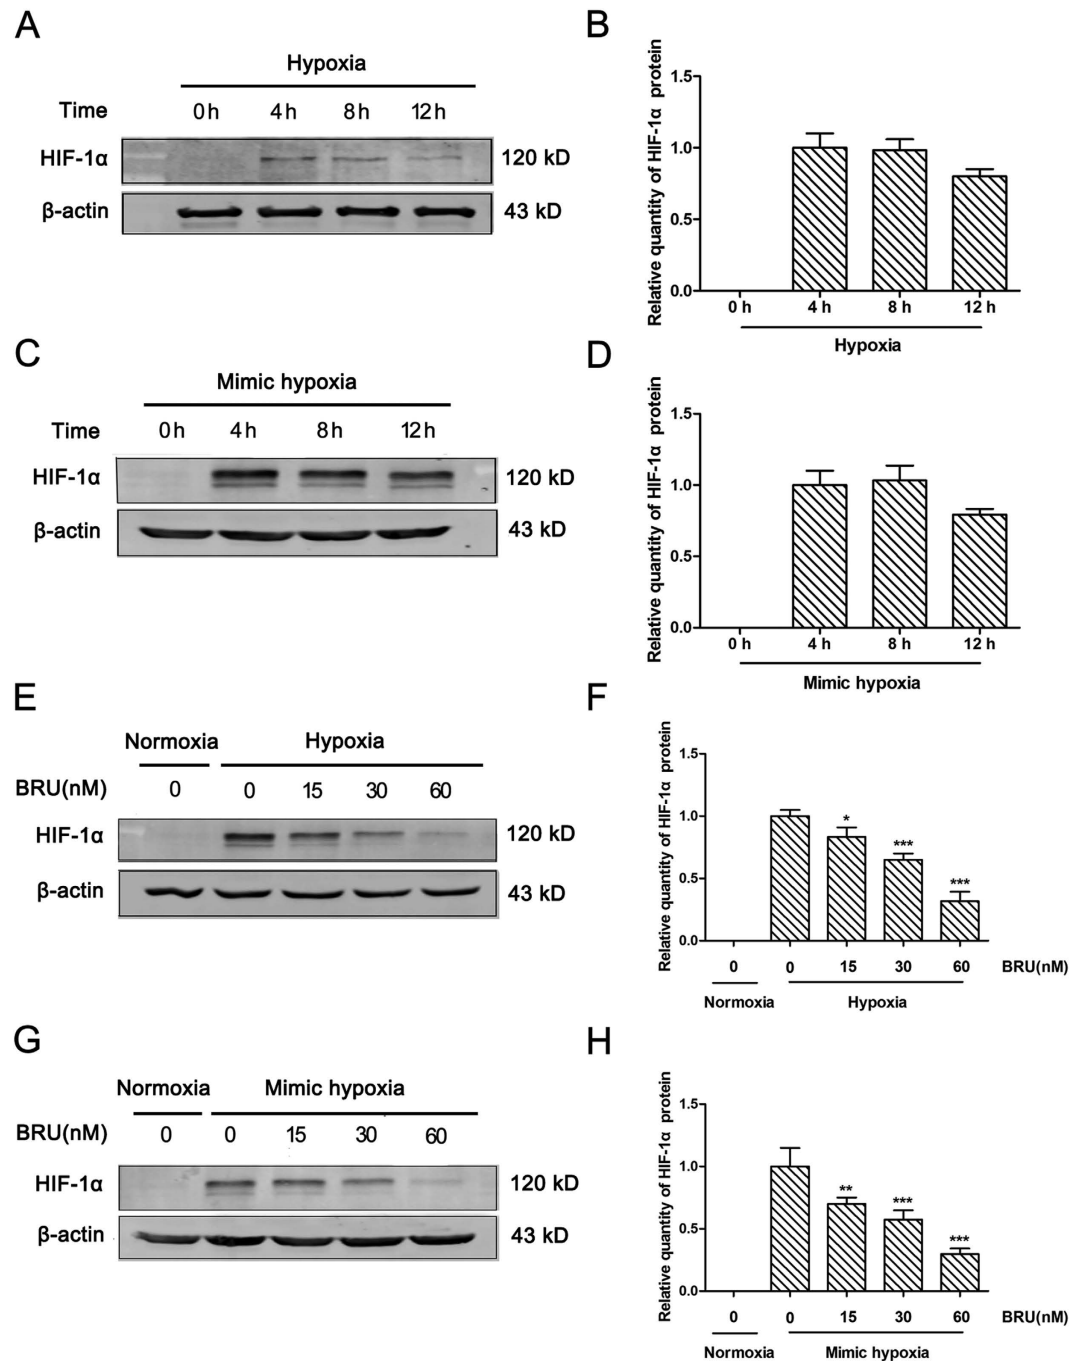 A
Hypoxia
Time 0 h 4 h 8 h 12 h
HIF-1α 120 kD
β-actin 43 kD
B
Relative quantity of HIF-1α protein
1.5
1.0
0.5
0.0
0 h 4 h 8 h 12 h
Hypoxia
C
Mimic hypoxia
Time 0 h 4 h 8 h 12 h
HIF-1α 120 kD
β-actin 43 kD
D
Relative quantity of HIF-1α protein
1.5
1.0
0.5
0.0
0 h 4 h 8 h 12 h
Mimic hypoxia
E
Normoxia Hypoxia
BRU(nM) 0 0 15 30 60
HIF-1α 120 kD
β-actin 43 kD
F
Relative quantity of HIF-1α protein
1.5
1.0
0.5
0.0
* *** ***
0 0 15 30 60 BRU(nM)
Normoxia Hypoxia
G
Normoxia Mimic hypoxia
BRU(nM) 0 0 15 30 60
HIF-1α 120 kD
β-actin 43 kD
H
Relative quantity of HIF-1α protein
1.5
1.0
0.5
0.0
** *** ***
0 0 15 30 60 BRU(nM)
Normoxia Mimic hypoxia